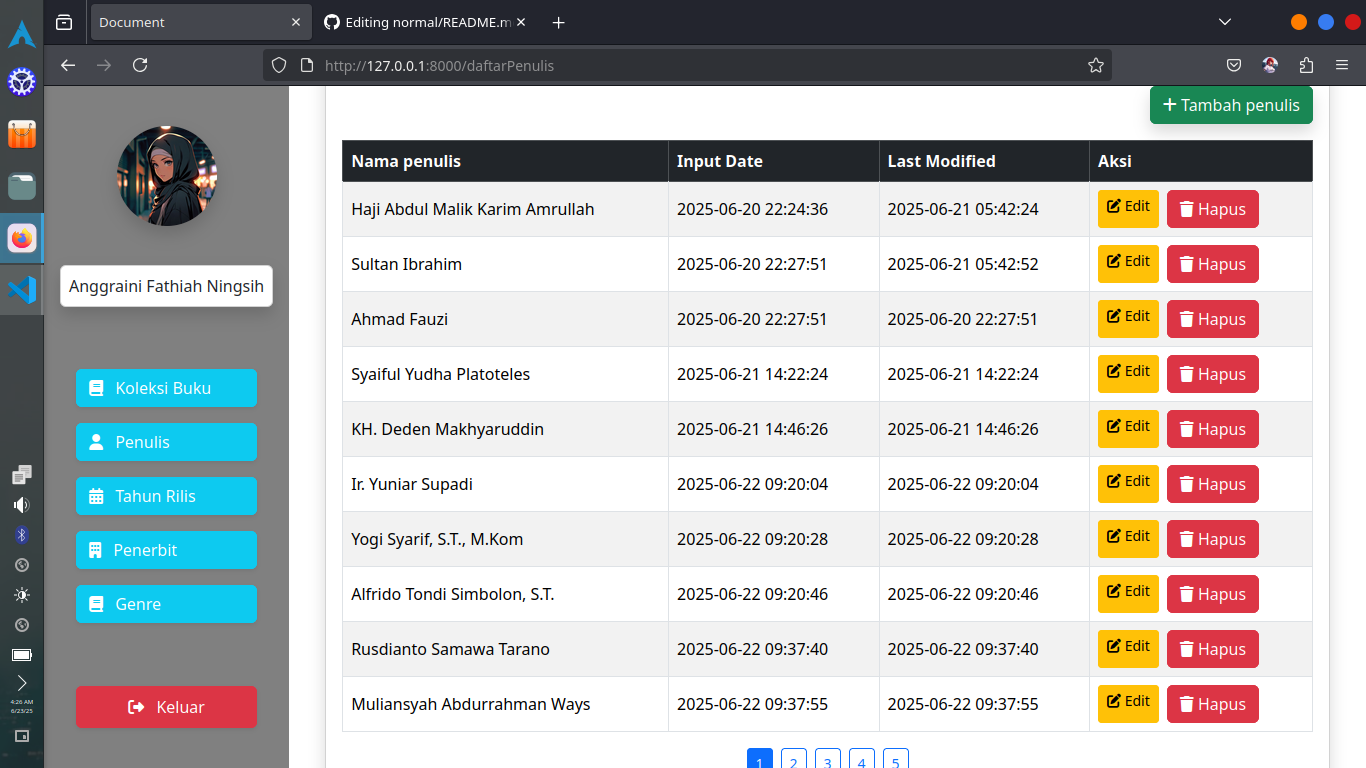 Document
Editing normal/README.m
http://127.0.0.1:8000/daftarPenulis
Tambah penulis
Nama penulis Input Date Last Modified Aksi
Haji Abdul Malik Karim Amrullah 2025-06-20 22:24:36 2025-06-21 05:42:24 Edit Hapus
Sultan Ibrahim 2025-06-20 22:27:51 2025-06-21 05:42:52 Edit Hapus
Ahmad Fauzi 2025-06-20 22:27:51 2025-06-20 22:27:51 Edit Hapus
Syaiful Yudha Platoteles 2025-06-21 14:22:24 2025-06-21 14:22:24 Edit Hapus
KH. Deden Makhyaruddin 2025-06-21 14:46:26 2025-06-21 14:46:26 Edit Hapus
Ir. Yuniar Supadi 2025-06-22 09:20:04 2025-06-22 09:20:04 Edit Hapus
Yogi Syarif, S.T., M.Kom 2025-06-22 09:20:28 2025-06-22 09:20:28 Edit Hapus
Alfrido Tondi Simbolon, S.T. 2025-06-22 09:20:46 2025-06-22 09:20:46 Edit Hapus
Rusdianto Samawa Tarano 2025-06-22 09:37:40 2025-06-22 09:37:40 Edit Hapus
Muliansyah Abdurrahman Ways 2025-06-22 09:37:55 2025-06-22 09:37:55 Edit Hapus
1 2 3 4 5
Anggraini Fathiah Ningsih
Koleksi Buku
Penulis
Tahun Rilis
Penerbit
Genre
Keluar
4:26 AM
6/23/25